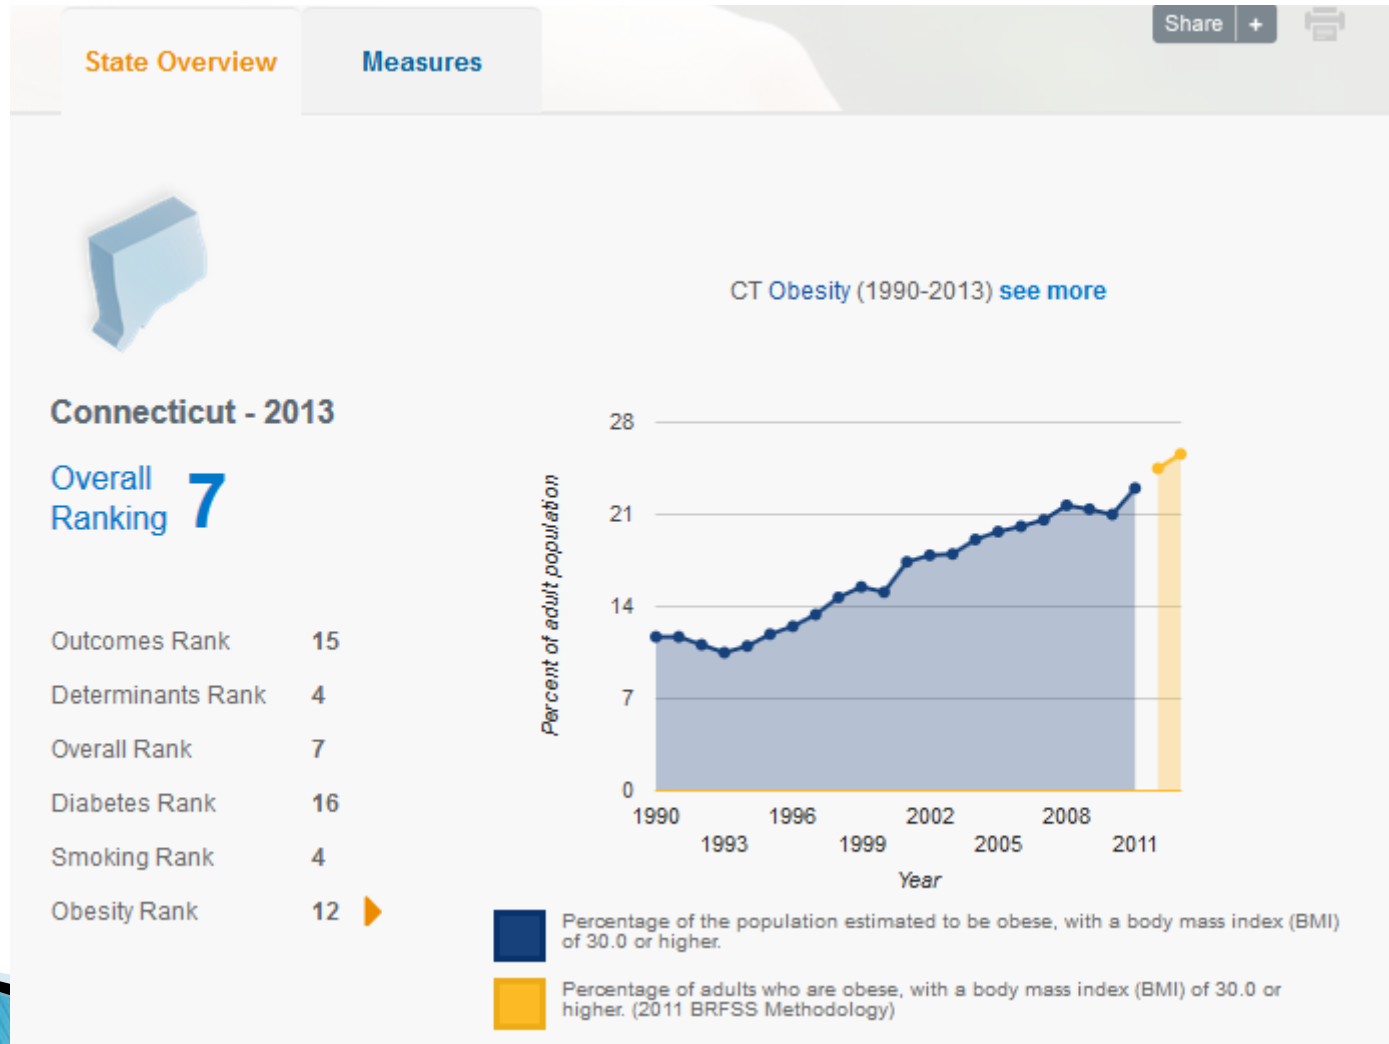 Share +
State Overview
Measures
CT Obesity (1990-2013) see more
Connecticut - 2013
Overall
Ranking
7
Outcomes Rank 15
Determinants Rank 4
Overall Rank 7
Diabetes Rank 16
Smoking Rank 4
Obesity Rank 12
Percent of adult population
28
21
14
7
0
1990 1996 2002 2008
1993 1999 2005 2011
Year
Percentage of the population estimated to be obese, with a body mass index (BMI)
of 30.0 or higher.
Percentage of adults who are obese, with a body mass index (BMI) of 30.0 or
higher. (2011 BRFSS Methodology)